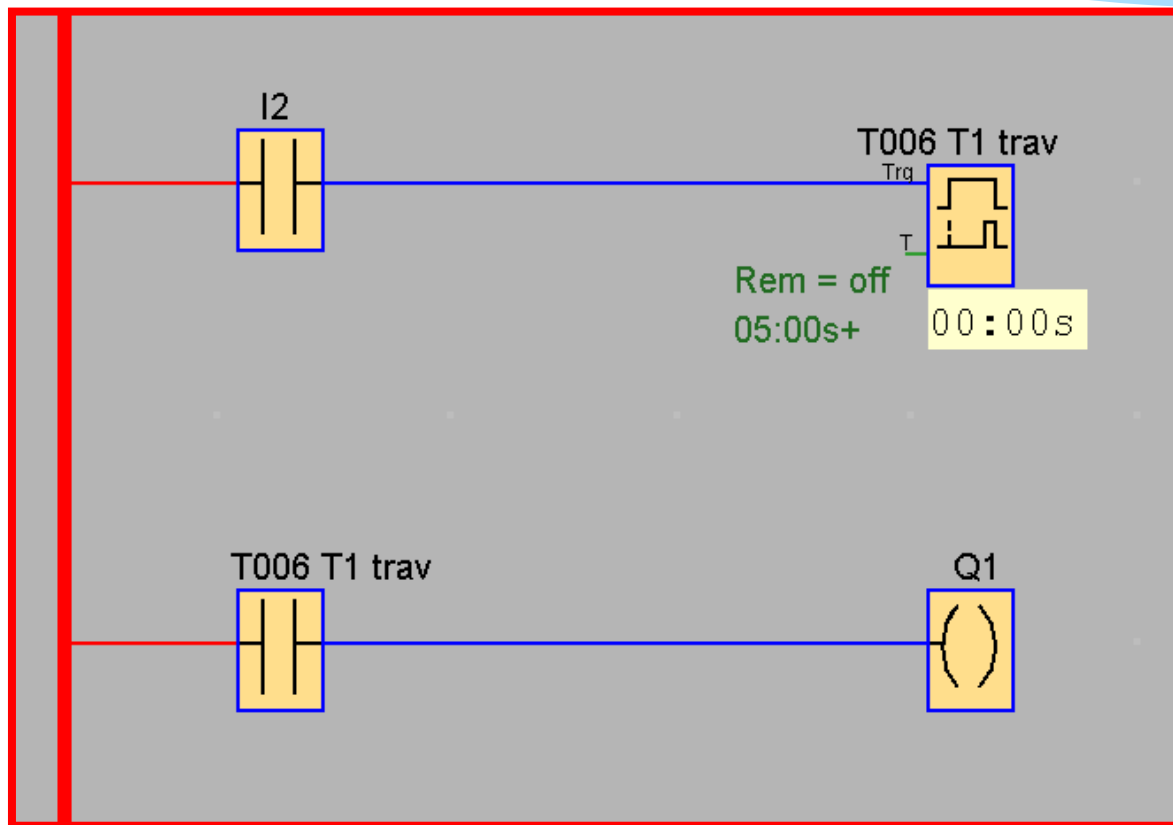 I2
T006 T1 trav
Trg
T
Rem = off
05:00s+
00:00s
T006 T1 trav
Q1